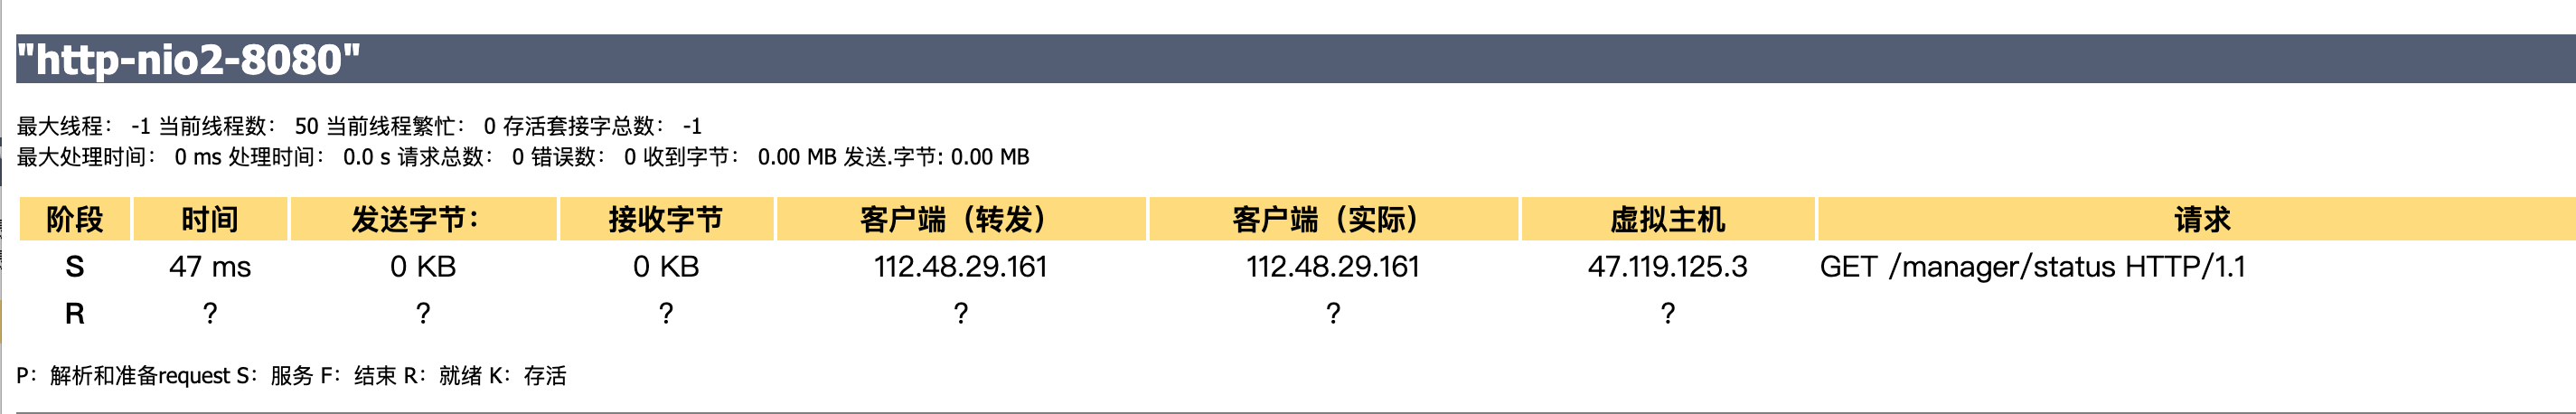 "http-nio2-8080"
最大线程： -1 当前线程数： 50 当前线程繁忙： 0 存活套接字总数： -1
最大处理时间： 0 ms 处理时间： 0.0 s 请求总数： 0 错误数： 0 收到字节： 0.00 MB 发送.字节: 0.00 MB
阶段 时间 发送字节： 接收字节 客户端（转发） 客户端（实际） 虚拟主机 请求
S 47 ms 0 KB 0 KB 112.48.29.161 112.48.29.161 47.119.125.3 GET /manager/status HTTP/1.1
R ? ? ? ? ? ?
P：解析和准备request S：服务 F：结束 R：就绪 K：存活